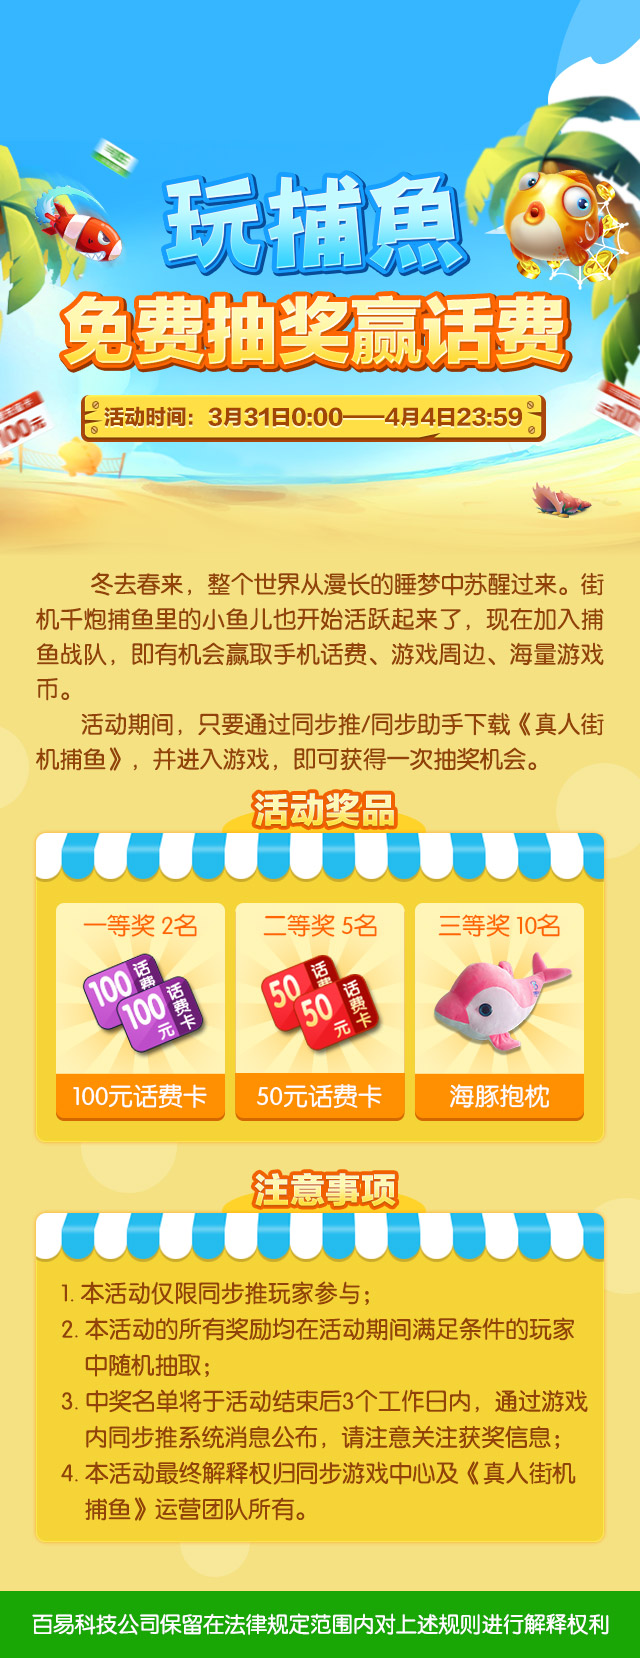 玩捕魚
免费抽奖赢话费
活动时间：3月31日0:00——4月4日23:59
100元
冬去春来，整个世界从漫长的睡梦中苏醒过来。街
机千炮捕鱼里的小鱼儿也开始活跃起来了，现在加入捕
鱼战队，即有机会赢取手机话费、游戏周边、海量游戏
币。
活动期间，只要通过同步推/同步助手下载《真人街
机捕鱼》，并进入游戏，即可获得一次抽奖机会。
活动奖品
一等奖 2名
二等奖 5名
三等奖 10名
100 话费
100元 话费卡
50 话费
50元 话费卡
100元话费卡
50元话费卡
海豚抱枕
注意事项
1. 本活动仅限同步推玩家参与；
2. 本活动的所有奖励均在活动期间满足条件的玩家
中随机抽取；
3. 中奖名单将于活动结束后3个工作日内，通过游戏
内同步推系统消息公布，请注意关注获奖信息；
4. 本活动最终解释权归同步游戏中心及《真人街机
捕鱼》运营团队所有。
百易科技公司保留在法律规定范围内对上述规则进行解释权利